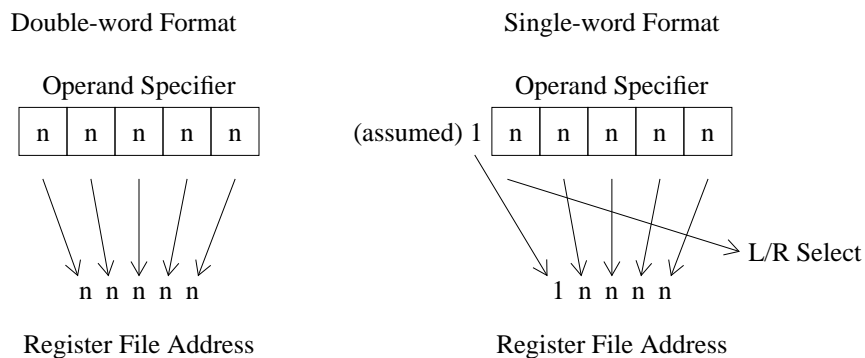 Double-word Format
Operand Specifier
n n n n n
n n n n n
Register File Address
Single-word Format
Operand Specifier
(assumed) 1 n n n n n
L/R Select
1 n n n n
Register File Address